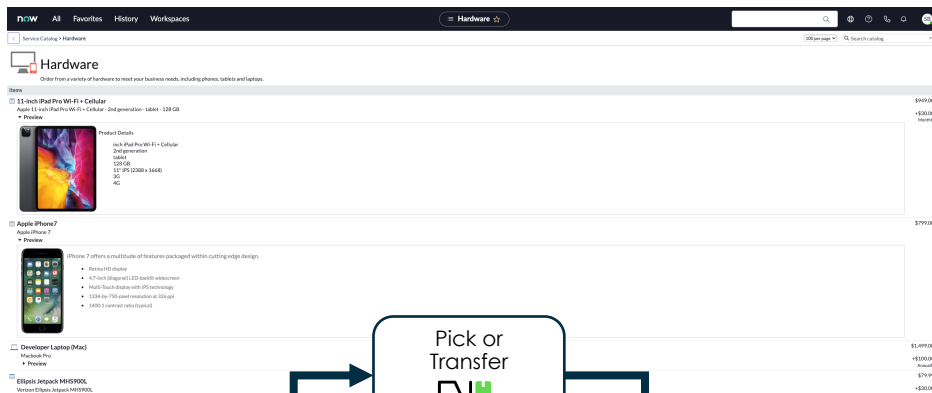 now All Favorites History Workspaces
Hardware
SB
Service Catalog > Hardware
100 per page
Search catalog
Hardware
Order from a variety of hardware to meet your business needs, including phones, tablets and laptops.
Items
11-inch iPad Pro Wi-Fi + Cellular
$949.00
Apple 11-inch iPad Pro Wi-Fi + Cellular - 2nd generation - tablet - 128 GB
+$30.00
Preview
Product Details
inch iPad Pro Wi-Fi + Cellular
2nd generation
tablet
128 GB
11" IPS (2388 x 1668)
3G
4G
Apple iPhone7
$799.00
Apple iPhone 7
Preview
iPhone 7 offers a multitude of features packaged within cutting edge design.
Retina HD display
4.7-inch (diagonal) LED-backlit widescreen
Multi-Touch display with IPS technology
1334-by-750-pixel resolution at 326 ppi
1400:1 contrast ratio (typical)
Pick or
Transfer
Developer Laptop (Mac)
$1,499.00
Macbook Pro
+$100.00
Preview
$79.99
Ellipsis Jetpack MHS900L
Verizon Ellipsis Jetpack MHS900L
+$30.00